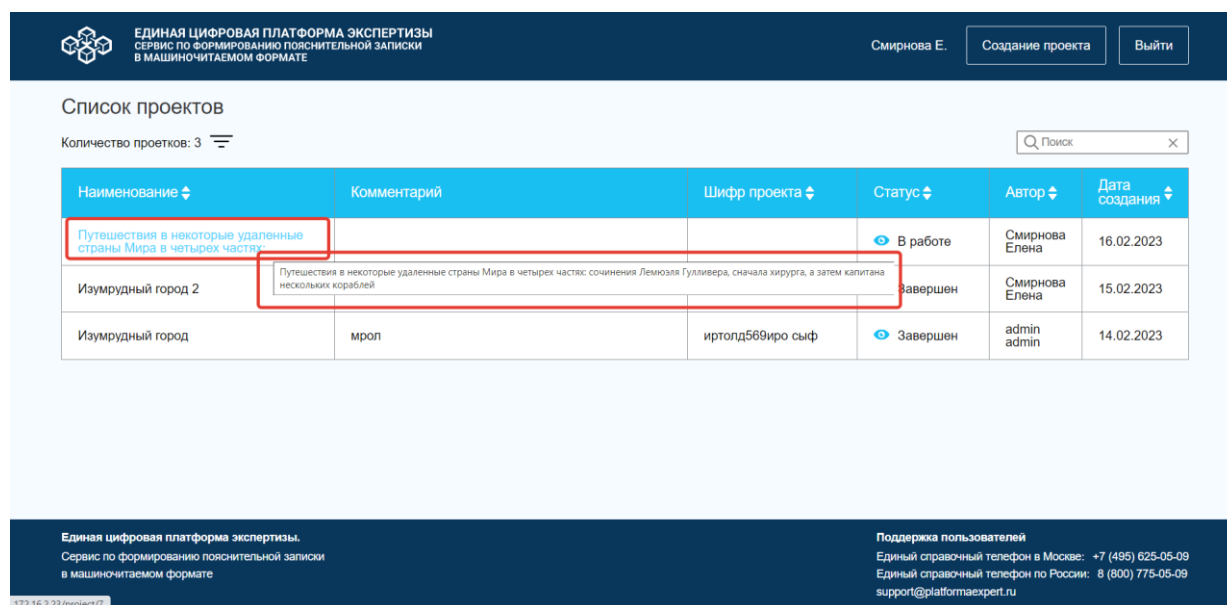 ЕДИНАЯ ЦИФРОВАЯ ПЛАТФОРМА ЭКСПЕРТИЗЫ
СЕРВИС ПО ФОРМИРОВАНИЮ ПОЯСНИТЕЛЬНОЙ ЗАПИСКИ
В МАШИНОЧИТАЕМОМ ФОРМАТЕ
Смирнова Е. Создание проекта Выйти
Список проектов
Количество проетков: 3 Поиск
Наименование Комментарий Шифр проекта Статус Автор Дата
создания
Путешествия в некоторые удаленные
страны Мира в четырех частях:
В работе Смирнова
Елена 16.02.2023
Путешествия в некоторые удаленные страны Мира в четырех частях: сочинения Лемюэля Гулливера, сначала хирурга, а затем капитана
нескольких кораблей
Изумрудный город 2 Завершен Смирнова
Елена 15.02.2023
Изумрудный город мрол иртолд569иро сыф Завершен admin
admin 14.02.2023
Единая цифровая платформа экспертизы.
Сервис по формированию пояснительной записки
в машиночитаемом формате
Поддержка пользователей
Единый справочный телефон в Москве: +7 (495) 625-05-09
Единый справочный телефон по России: 8 (800) 775-05-09
support@platformaexpert.ru